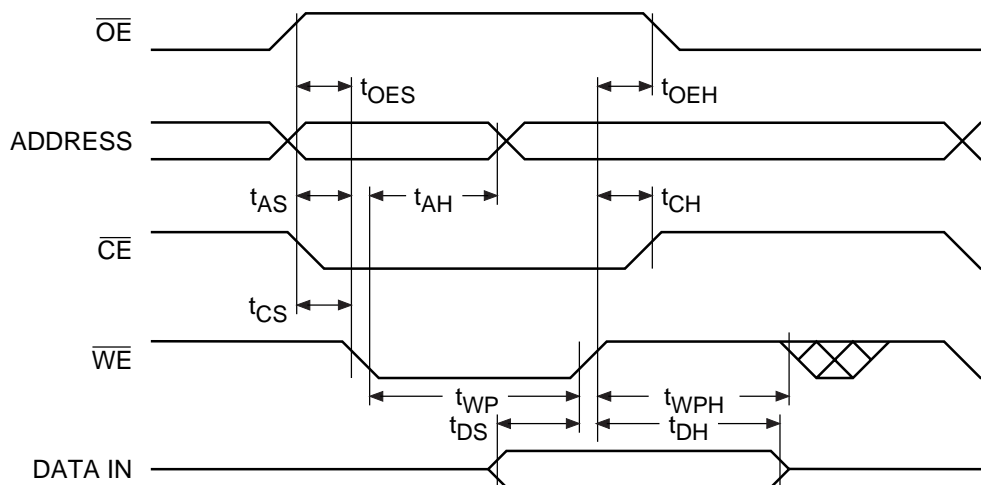 OE
tOES
tOEH
ADDRESS
tAS
tAH
tCH
CE
tCS
WE
tWP
tWPH
tDS
tDH
DATA IN